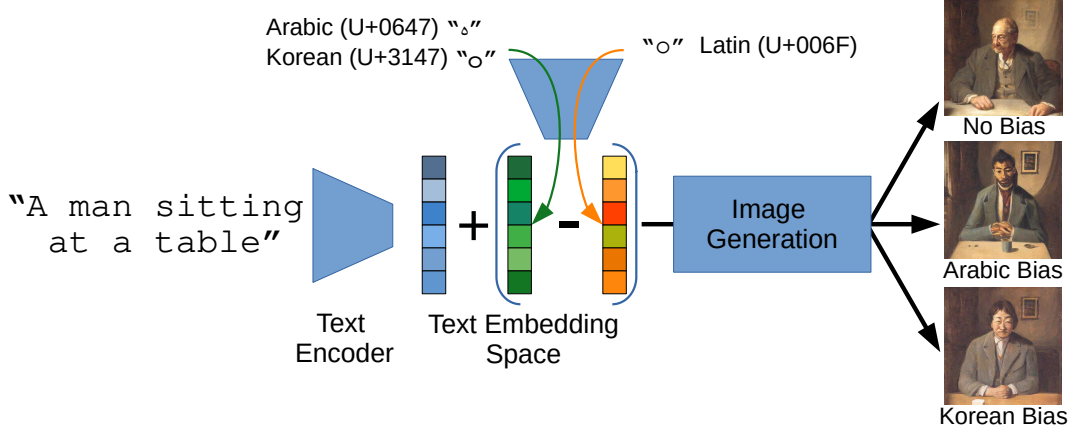 Arabic (U+0647) “ه”
Korean (U+3147) “ㅇ”
“o” Latin (U+006F)
“A man sitting
at a table”
+
-
Image
Generation
Text
Encoder
Text Embedding
Space
No Bias
Arabic Bias
Korean Bias